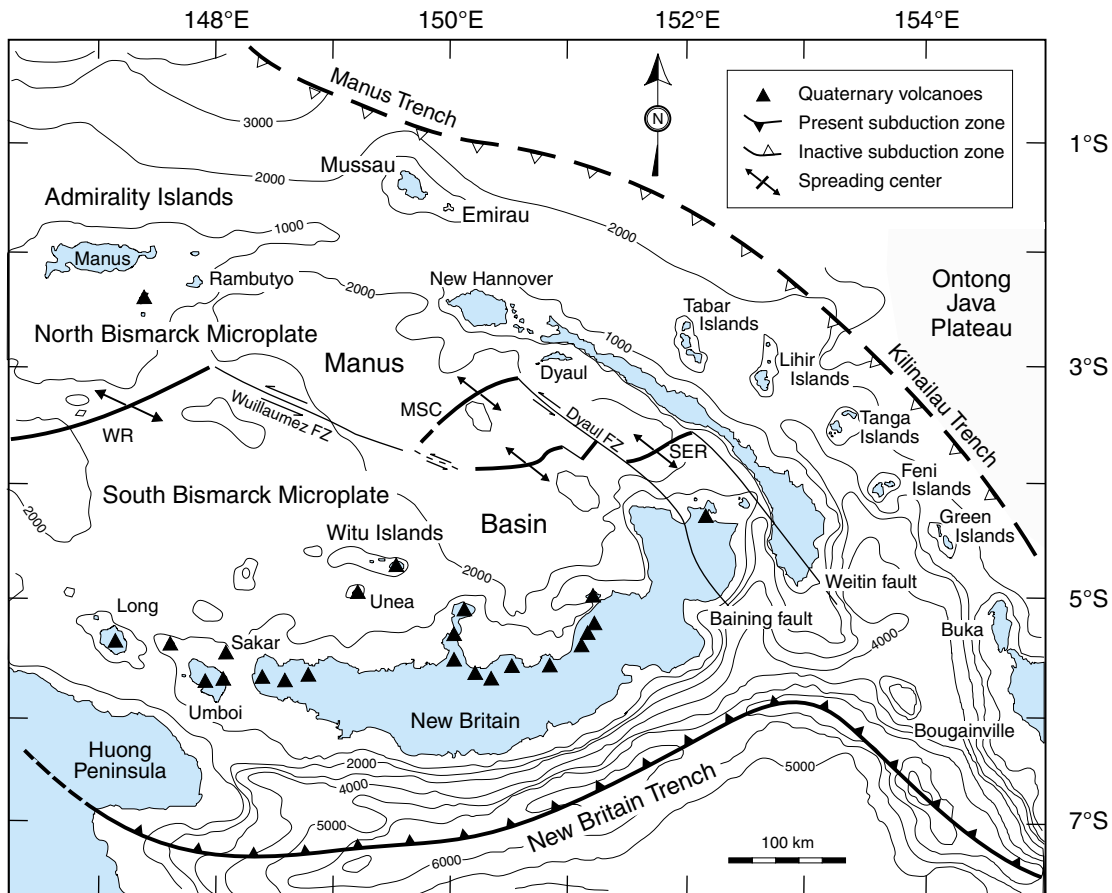 148°E
150°E
152°E
154°E
Manus Trench
N
Quaternary volcanoes
Present subduction zone
Inactive subduction zone
Spreading center
1°S
3000
2000
Mussau
Emirau
Admirality Islands
1000
2000
Manus
Rambutyo
2000
New Hannover
Tabar
Islands
Ontong
Java
Plateau
North Bismarck Microplate
Manus
1000
Dyaul
Lihir
Islands
Kilinailau Trench
3°S
WR
Wuillaumez FZ
MSC
Dyaul FZ
SER
Tanga
Islands
South Bismarck Microplate
2000
Basin
Feni
Islands
Green
Islands
Witu Islands
2000
Unea
Weitin fault
Baining fault
5°S
Long
Sakar
4000
Buka
Umboi
New Britain
Bougainville
Huong
Peninsula
2000
4000
5000
5000
6000
New Britain Trench
7°S
100 km